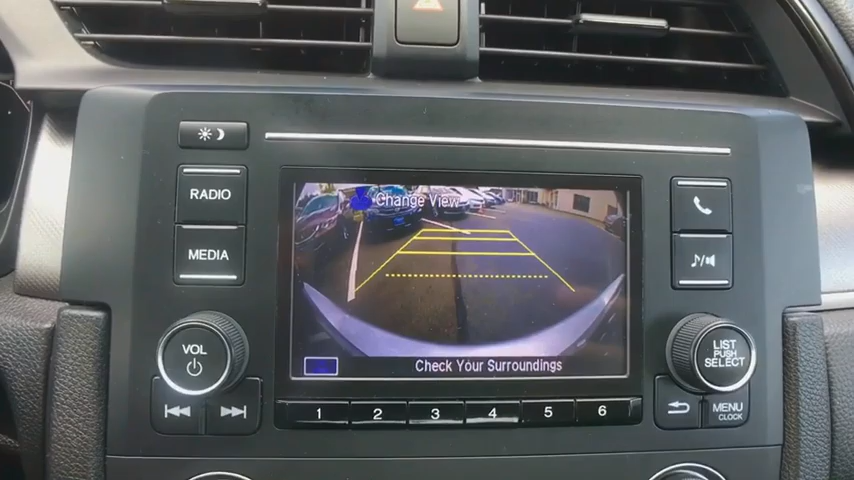 RADIO
MEDIA
VOL
Change View
Check Your Surroundings
LIST
PUSH
SELECT
1 2 3 4 5 6
MENU
CLOCK